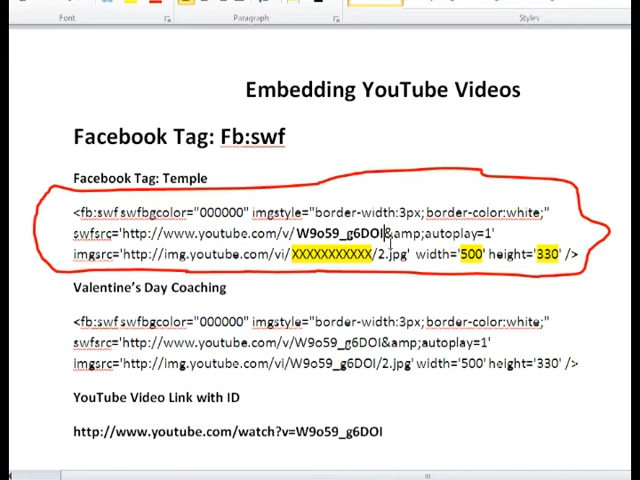 Font
Paragraph
Styles
Embedding YouTube Videos
Facebook Tag: Fb:swf
Facebook Tag: Temple
<fb:swf swfbgcolor="000000" imgstyle="border-width:3px; border-color:white;"
swfsrc='http://www.youtube.com/v/W9o59_g6DOI&amp;autoplay=1'
imgsrc='http://img.youtube.com/vi/XXXXXXXXXXX/2.jpg' width='500' height='330' />
Valentine's Day Coaching
<fb:swf swfbgcolor="000000" imgstyle="border-width:3px; border-color:white;"
swfsrc='http://www.youtube.com/v/W9o59_g6DOI&amp;autoplay=1'
imgsrc='http://img.youtube.com/vi/W9o59_g6DOI/2.jpg' width='500' height='330' />
YouTube Video Link with ID
http://www.youtube.com/watch?v=W9o59_g6DOI